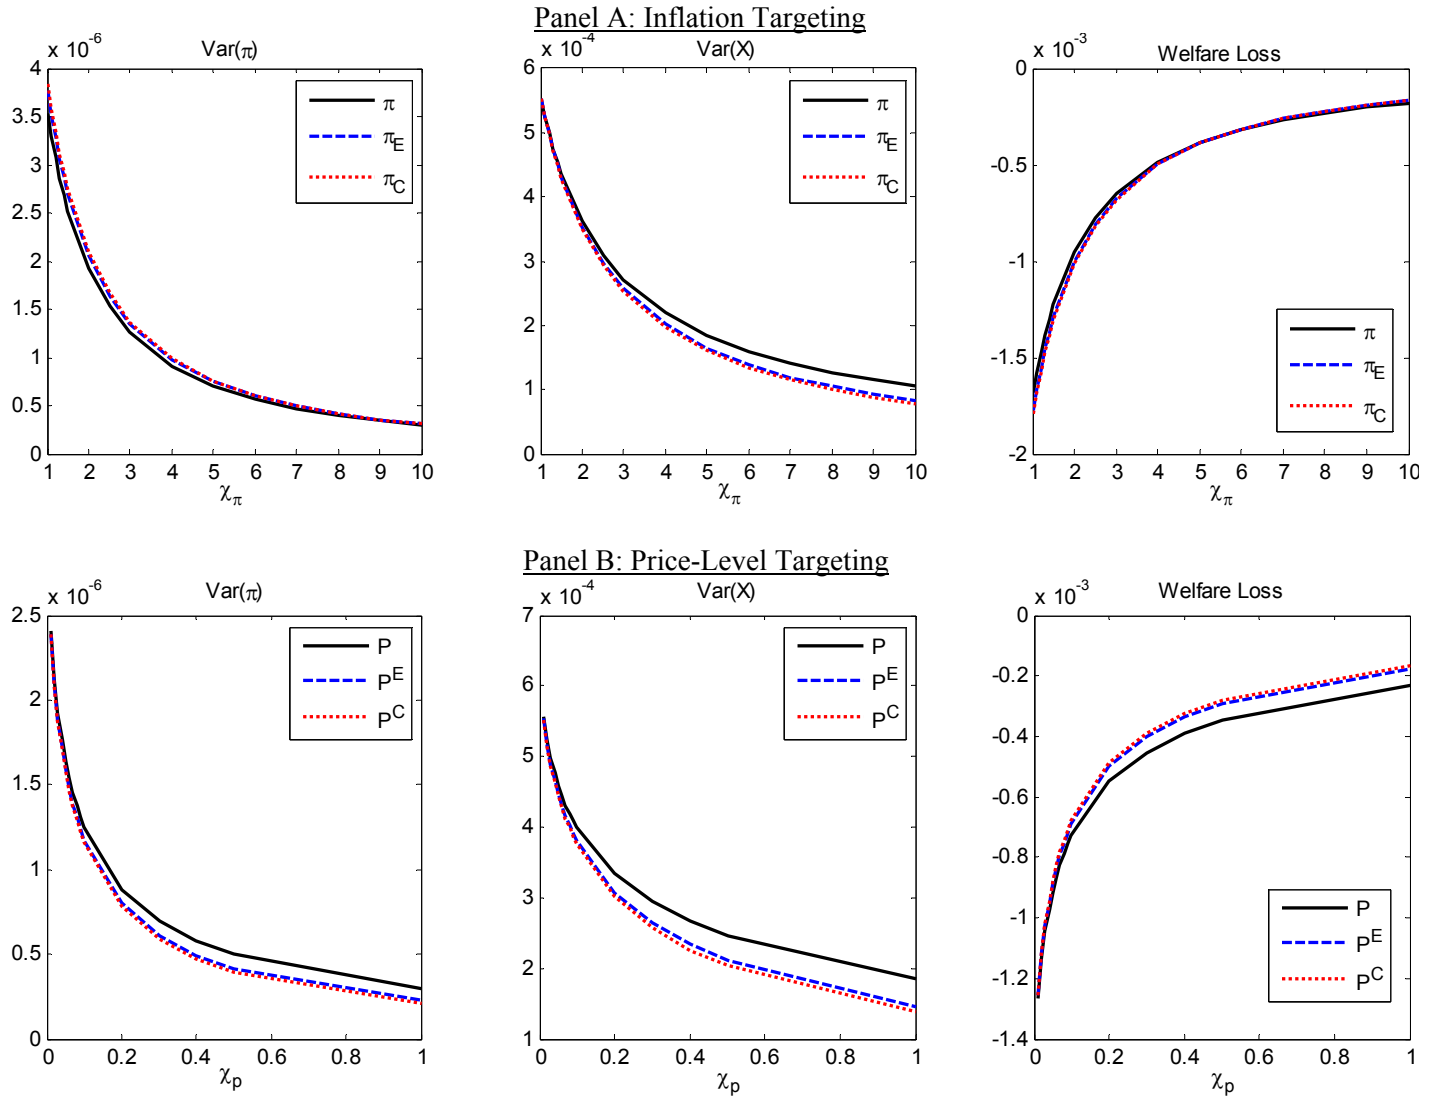 Panel A: Inflation Targeting
x 10^-6
Var(π)
4
3.5
3
2.5
2
1.5
1
0.5
0
1 2 3 4 5 6 7 8 9 10
χ_π
π
π_E
π_C
x 10^-4
Var(X)
6
5
4
3
2
1
0
1 2 3 4 5 6 7 8 9 10
χ_π
π
π_E
π_C
x 10^-3
Welfare Loss
0
-0.5
-1
-1.5
-2
1 2 3 4 5 6 7 8 9 10
χ_π
π
π_E
π_C
Panel B: Price-Level Targeting
x 10^-6
Var(π)
2.5
2
1.5
1
0.5
0
0 0.2 0.4 0.6 0.8 1
χ_p
P
P^E
P^C
x 10^-4
Var(X)
7
6
5
4
3
2
1
0 0.2 0.4 0.6 0.8 1
χ_p
P
P^E
P^C
x 10^-3
Welfare Loss
0
-0.2
-0.4
-0.6
-0.8
-1
-1.2
-1.4
0 0.2 0.4 0.6 0.8 1
χ_p
P
P^E
P^C